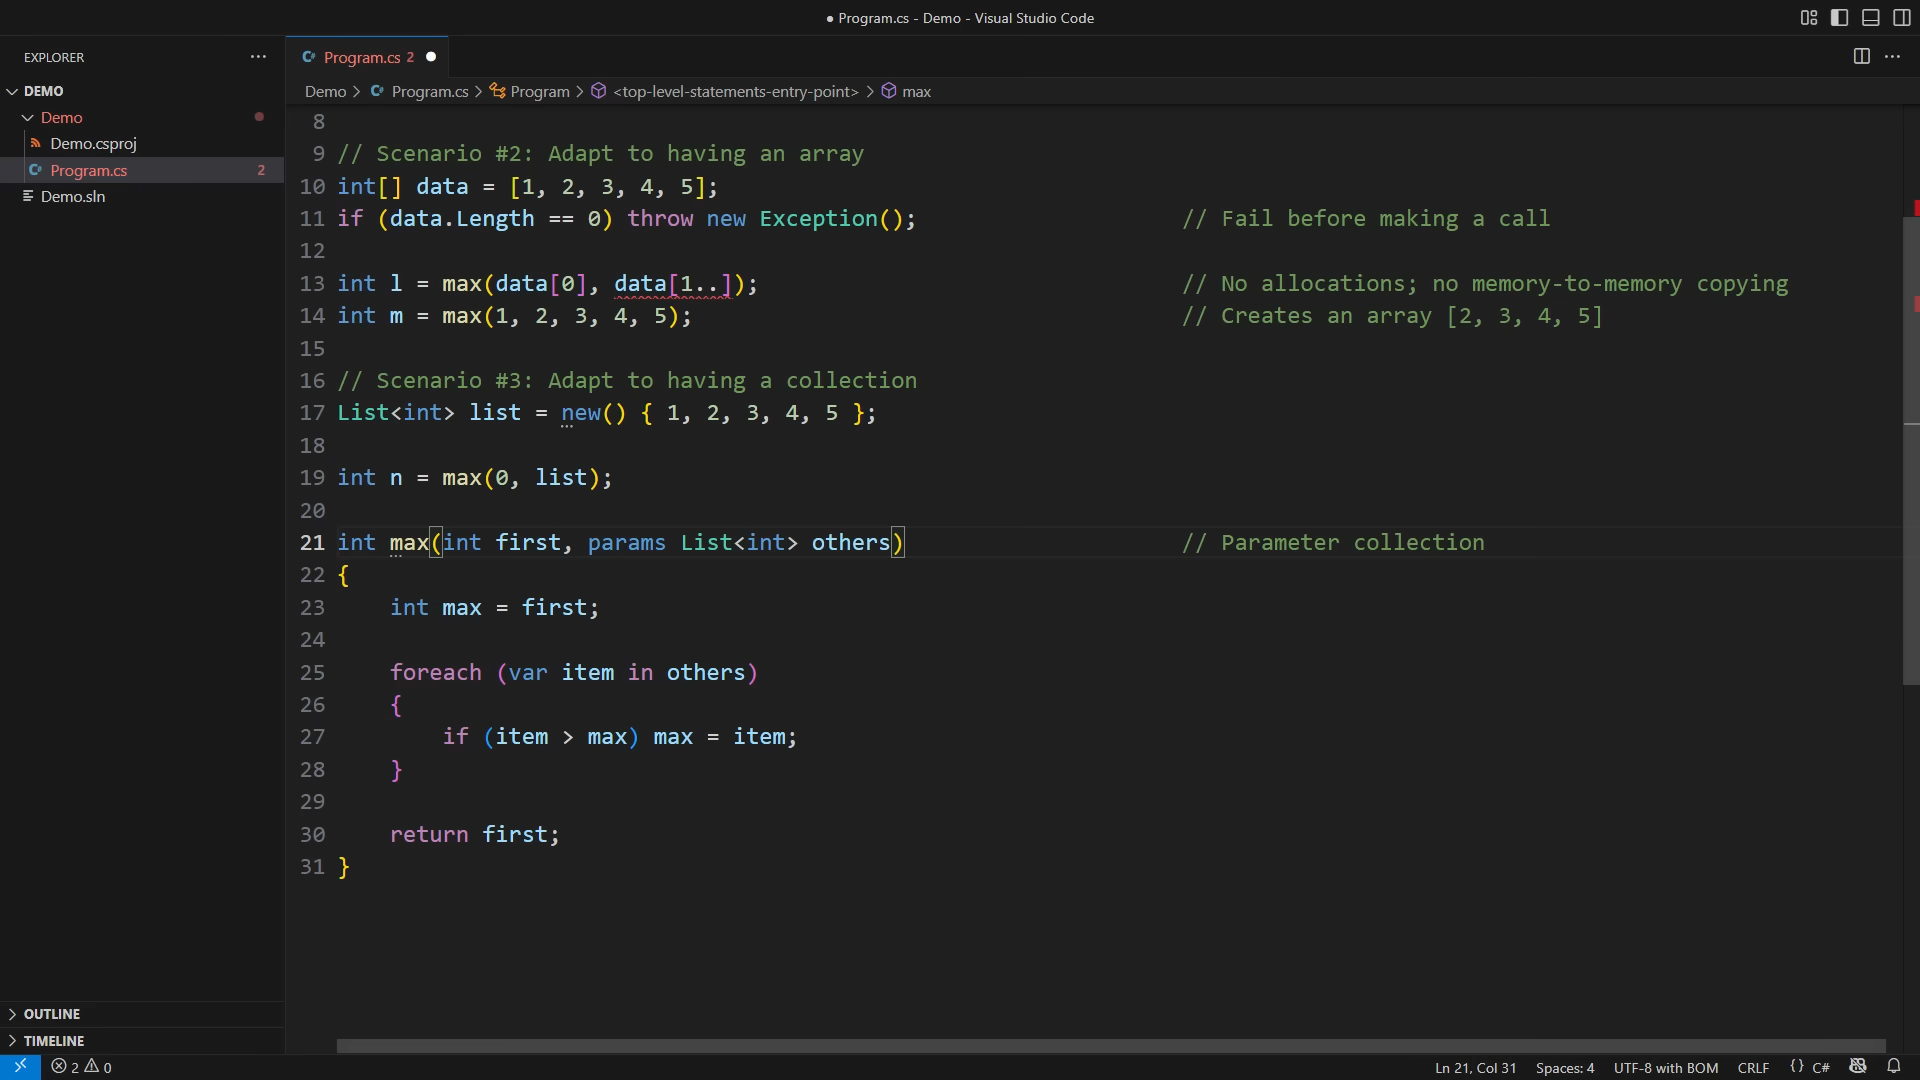 ● Program.cs - Demo - Visual Studio Code
EXPLORER
DEMO
Demo
Demo.csproj
Program.cs 2
Demo.sln
OUTLINE
TIMELINE
Program.cs 2
Demo > Program.cs > Program > <top-level-statements-entry-point> > max
8
9 // Scenario #2: Adapt to having an array
10 int[] data = [1, 2, 3, 4, 5];
11 if (data.Length == 0) throw new Exception(); // Fail before making a call
12
13 int l = max(data[0], data[1..]); // No allocations; no memory-to-memory copying
14 int m = max(1, 2, 3, 4, 5); // Creates an array [2, 3, 4, 5]
15
16 // Scenario #3: Adapt to having a collection
17 List<int> list = new() { 1, 2, 3, 4, 5 };
18
19 int n = max(0, list);
20
21 int max(int first, params List<int> others) // Parameter collection
22 {
23     int max = first;
24
25     foreach (var item in others)
26     {
27         if (item > max) max = item;
28     }
29
30     return first;
31 }
2 0
Ln 21, Col 31 Spaces: 4 UTF-8 with BOM CRLF {} C#